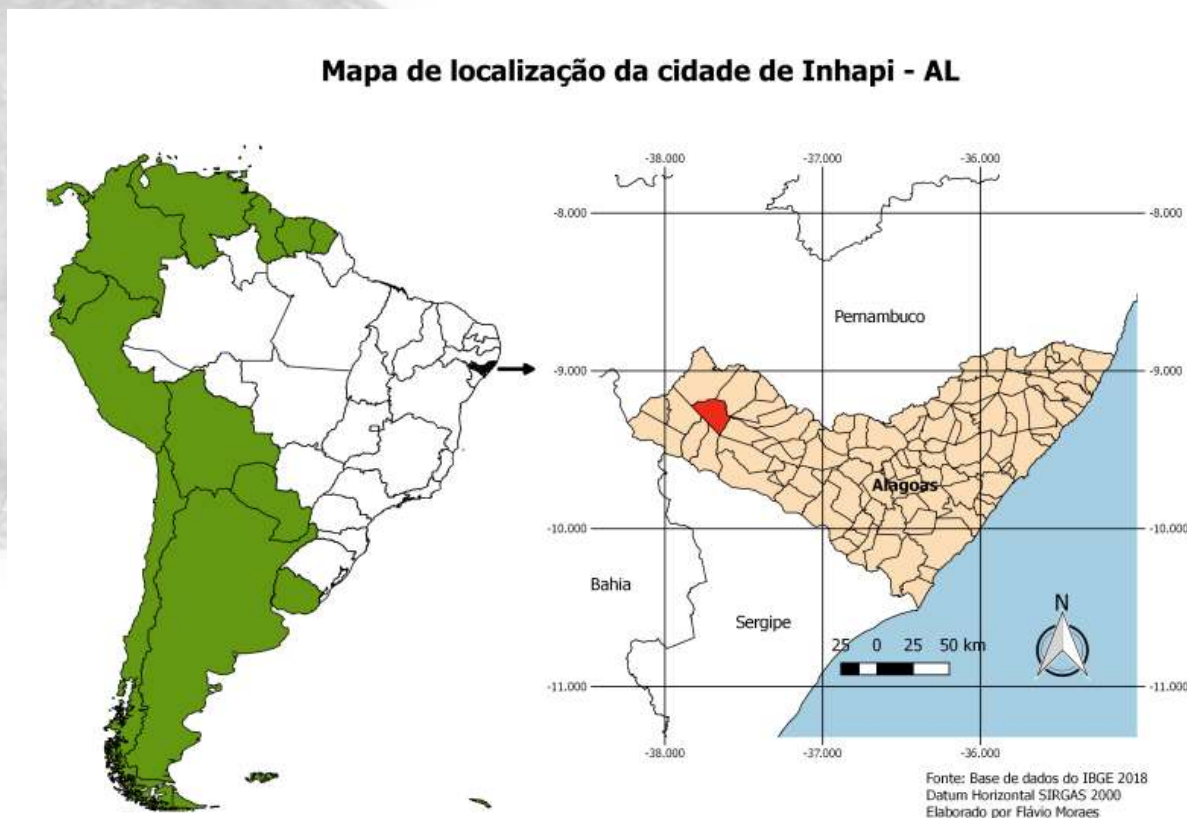 Mapa de localização da cidade de Inhapi - AL
-38.000
-37.000
-36.000
-8.000
-8.000
Pernambuco
-9.000
-9.000
Alagoas
-10.000
-10.000
Bahia
Sergipe
N
25 0 25 50 km
-11.000
-11.000
-38.000
-37.000
-36.000
Fonte: Base de dados do IBGE 2018
Datum Horizontal SIRGAS 2000
Elaborado por Flávio Moraes